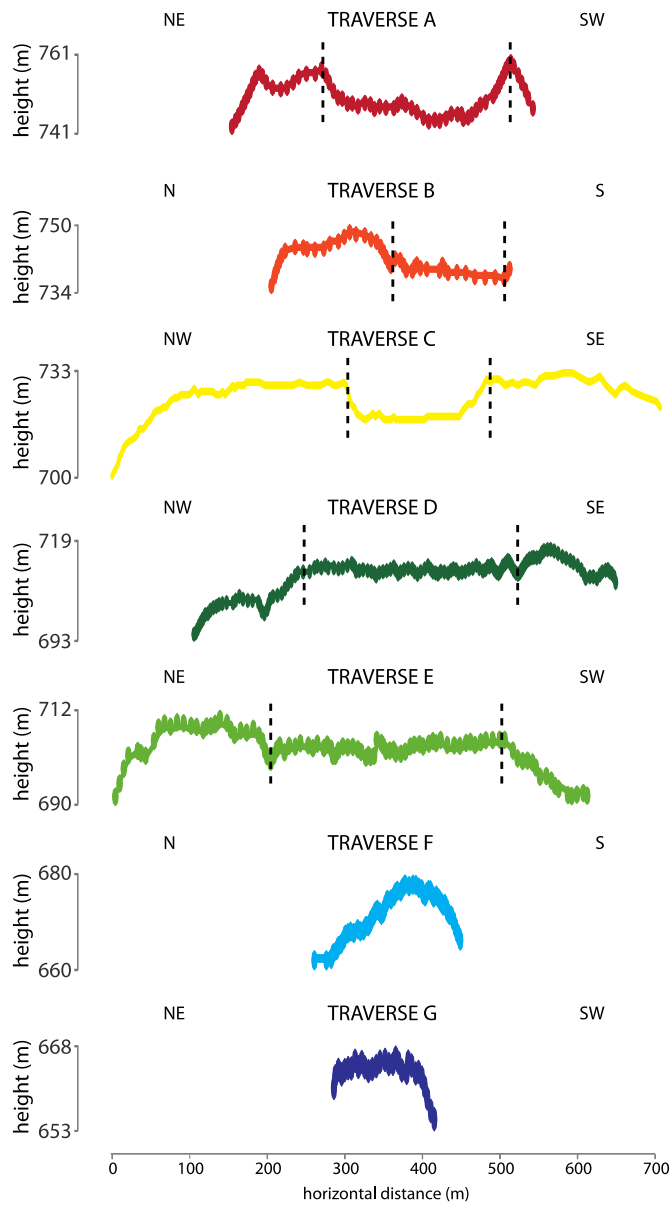 NE TRAVERSE A SW
761
height (m)
741
N TRAVERSE B S
750
height (m)
734
NW TRAVERSE C SE
733
height (m)
700
NW TRAVERSE D SE
719
height (m)
693
NE TRAVERSE E SW
712
height (m)
690
N TRAVERSE F S
680
height (m)
660
NE TRAVERSE G SW
668
height (m)
653
0 100 200 300 400 500 600 700
horizontal distance (m)